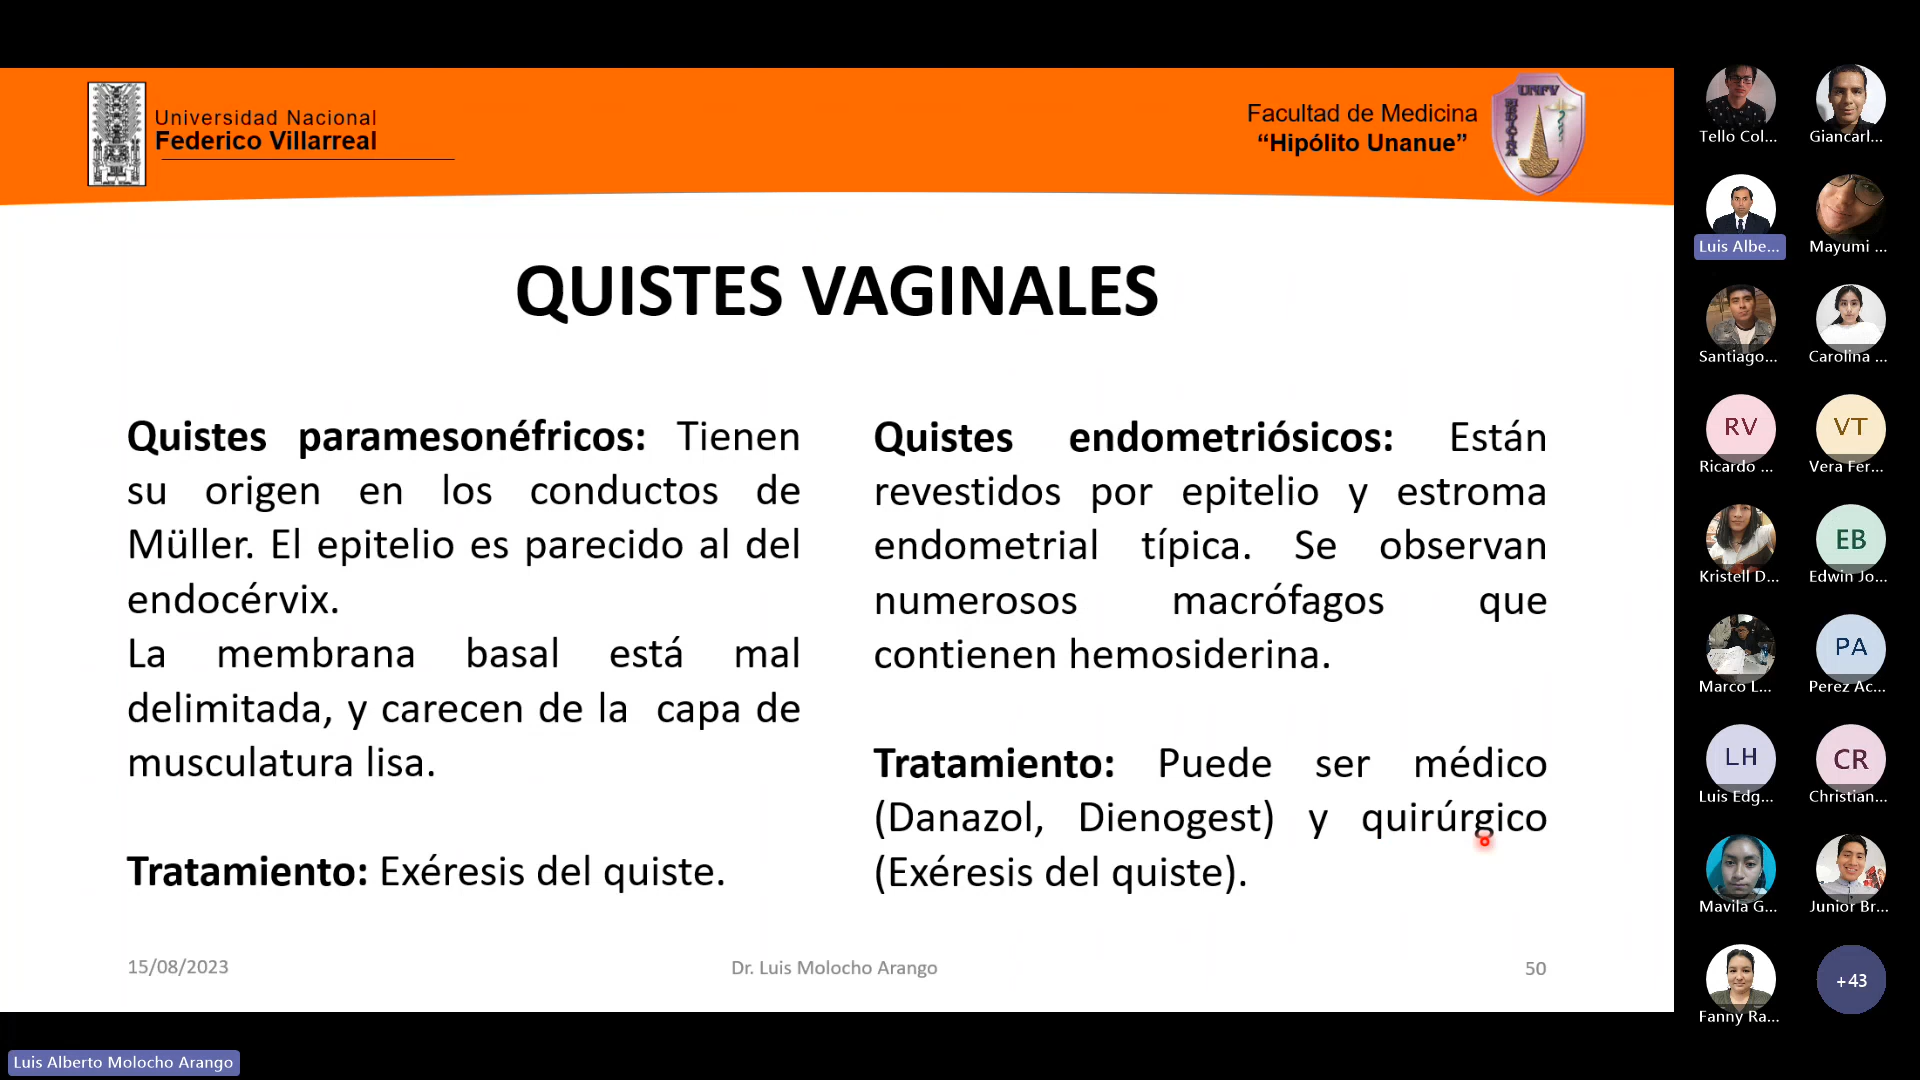 Universidad Nacional
Federico Villarreal
Facultad de Medicina
“Hipólito Unanue”
UNFV
QUISTES VAGINALES
Quistes paramesonéfricos: Tienen
su origen en los conductos de
Müller. El epitelio es parecido al del
endocérvix.
La membrana basal está mal
delimitada, y carecen de la capa de
musculatura lisa.
Tratamiento: Exéresis del quiste.
Quistes endometriósicos: Están
revestidos por epitelio y estroma
endometrial típica. Se observan
numerosos macrófagos que
contienen hemosiderina.
Tratamiento: Puede ser médico
(Danazol, Dienogest) y quirúrgico
(Exéresis del quiste).
15/08/2023
Dr. Luis Molocho Arango
50
Tello Col...
Giancarl...
Luis Albe...
Mayumi ...
Santiago...
Carolina ...
RV
Ricardo ...
VT
Vera Fer...
Kristell D...
EB
Edwin Jo...
Marco L...
PA
Perez Ac...
LH
Luis Edg...
CR
Christian...
Mavila G...
Junior Br...
Fanny Ra...
+43
Luis Alberto Molocho Arango